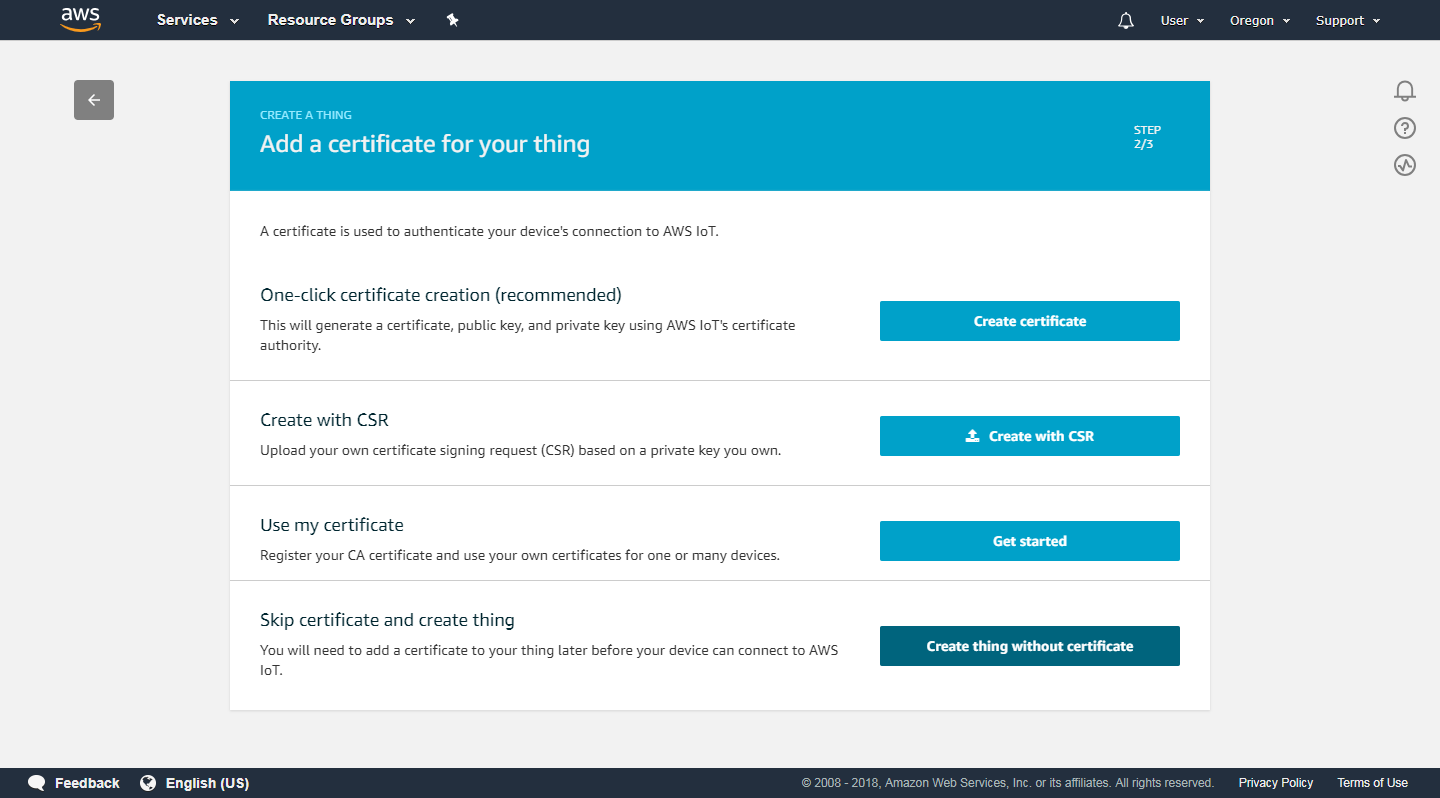 aws Services Resource Groups User Oregon Support
CREATE A THING
Add a certificate for your thing
STEP
2/3
A certificate is used to authenticate your device's connection to AWS IoT.
One-click certificate creation (recommended)
This will generate a certificate, public key, and private key using AWS IoT's certificate
authority.
Create certificate
Create with CSR
Upload your own certificate signing request (CSR) based on a private key you own.
Create with CSR
Use my certificate
Register your CA certificate and use your own certificates for one or many devices.
Get started
Skip certificate and create thing
You will need to add a certificate to your thing later before your device can connect to AWS
IoT.
Create thing without certificate
Feedback English (US) © 2008 - 2018, Amazon Web Services, Inc. or its affiliates. All rights reserved. Privacy Policy Terms of Use